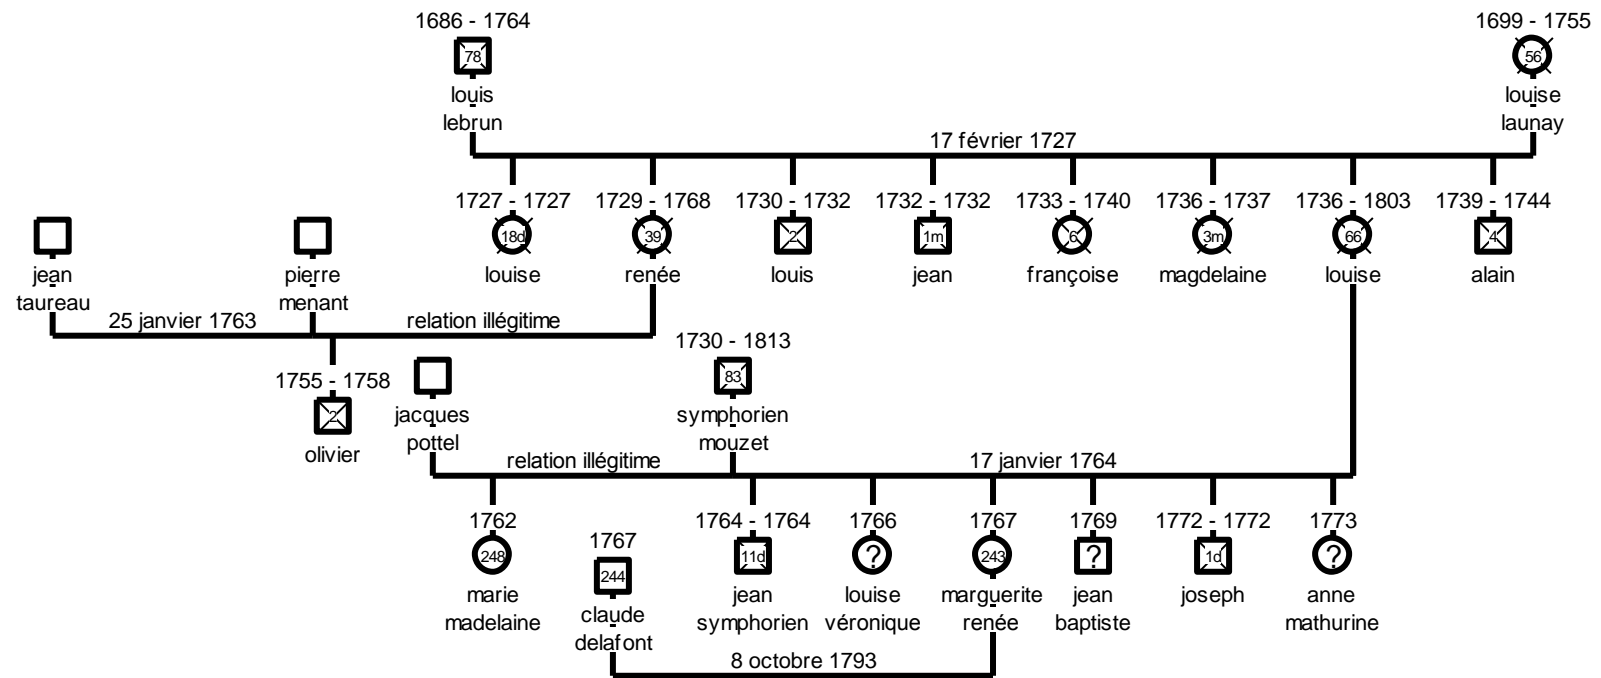 1686 - 1764
1699 - 1755
78
56
louis
lebrun
louise
launay
17 février 1727
1727 - 1727
1729 - 1768
1730 - 1732
1732 - 1732
1733 - 1740
1736 - 1737
1736 - 1803
1739 - 1744
18d
39
2
1m
6
3m
66
4
jean
taureau
pierre
menant
louise
renée
louis
jean
françoise
magdelaine
louise
alain
25 janvier 1763
relation illégitime
1730 - 1813
83
1755 - 1758
2
olivier
jacques
pottel
symphorien
mouzet
relation illégitime
17 janvier 1764
1762
1764 - 1764
1766
1767
1769
1772 - 1772
1773
1767
248
244
11d
?
243
?
1d
?
marie
madelaine
claude
delafont
jean
symphorien
louise
véronique
marguerite
renée
jean
baptiste
joseph
anne
mathurine
8 octobre 1793